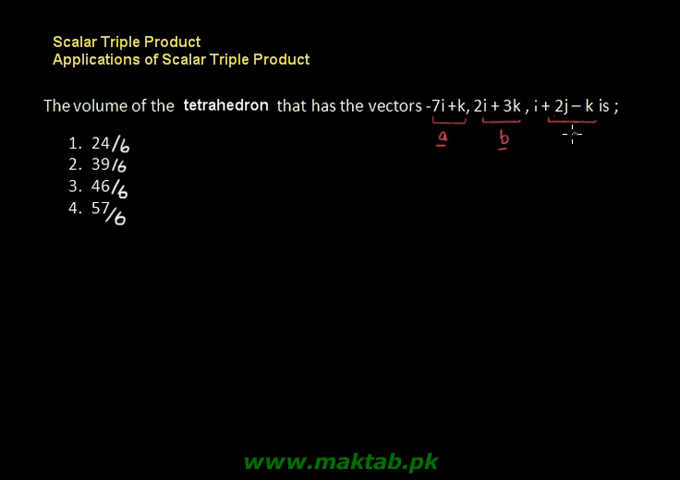 Scalar Triple Product
Applications of Scalar Triple Product
The volume of the tetrahedron that has the vectors -7i +k, 2i + 3k , i + 2j – k is ;
a b
1. 24/6
2. 39/6
3. 46/6
4. 57/6
www.maktab.pk